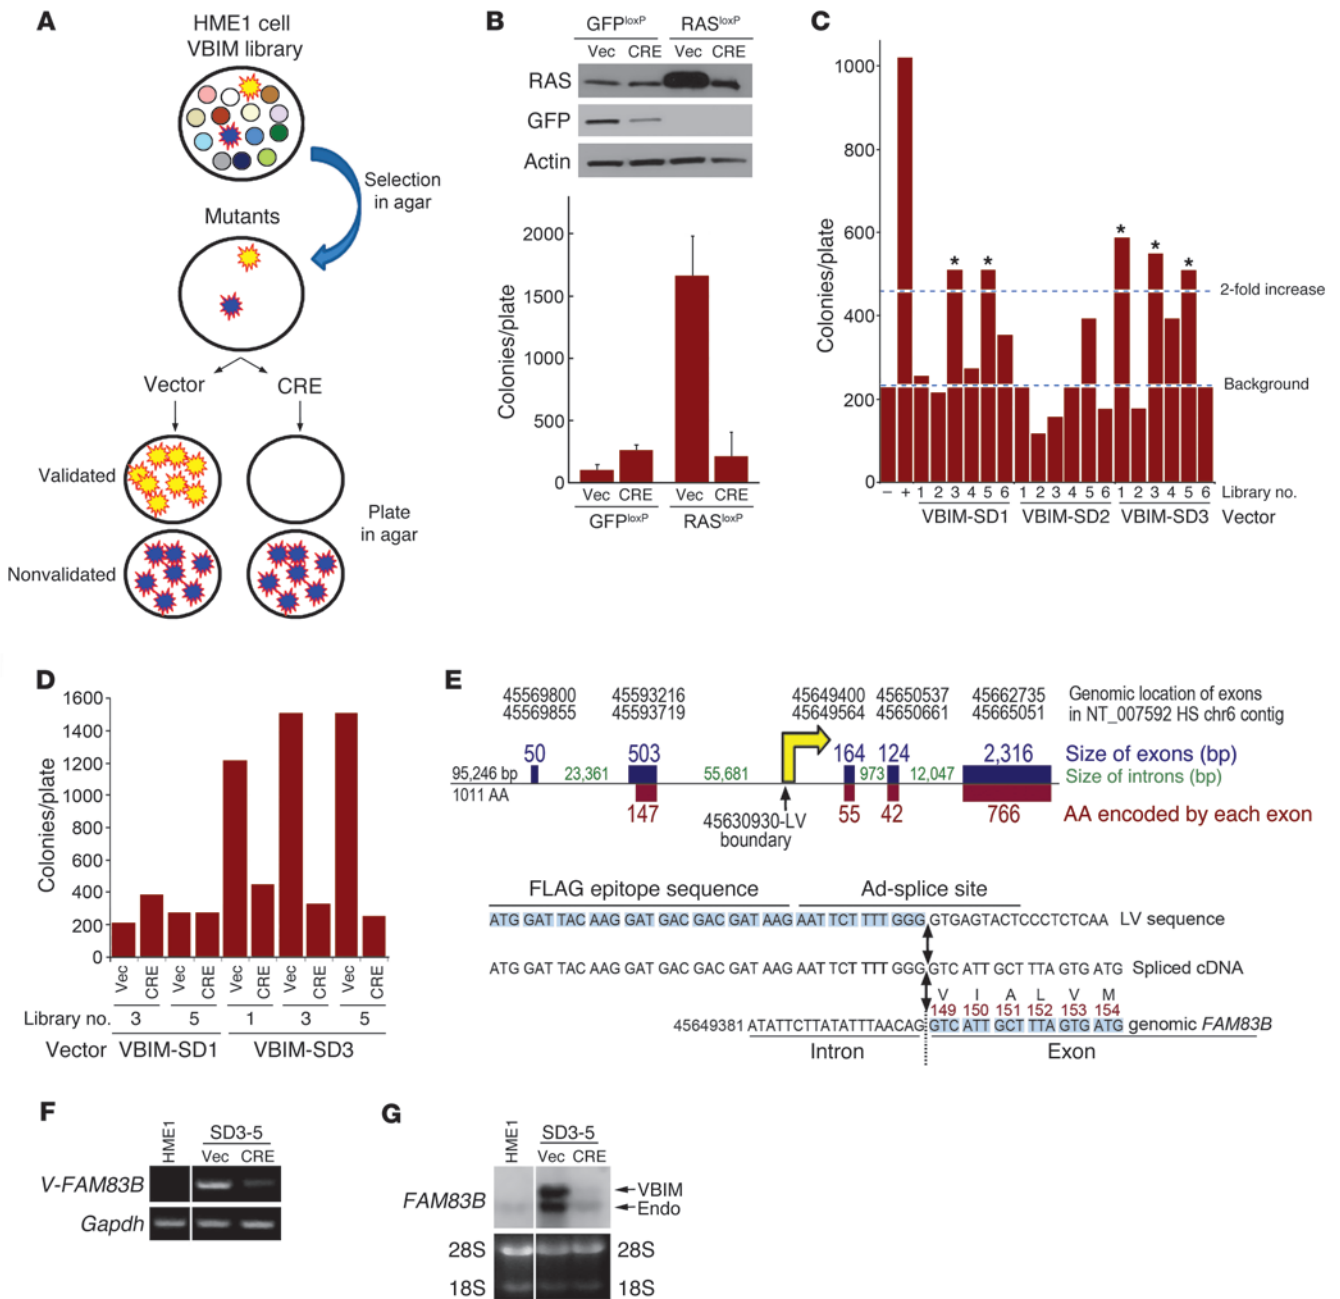 A
HME1 cell
VBIM library
Selection
in agar
Mutants
Vector
CRE
Validated
Plate
in agar
Nonvalidated
B
GFPloxP RASloxP
Vec CRE Vec CRE
RAS
GFP
Actin
Colonies/plate
2000
1500
1000
500
0
Vec CRE Vec CRE
GFPloxP RASloxP
C
Colonies/plate
1000
800
600
400
200
0
* * * * *
2-fold increase
Background
– + 1 2 3 4 5 6 1 2 3 4 5 6 1 2 3 4 5 6 Library no.
VBIM-SD1 VBIM-SD2 VBIM-SD3 Vector
D
Colonies/plate
1600
1400
1200
1000
800
600
400
200
0
Vec CRE Vec CRE Vec CRE Vec CRE Vec CRE
Library no. 3 5 1 3 5
Vector VBIM-SD1 VBIM-SD3
E
45569800 45593216 45649400 45650537 45662735 Genomic location of exons
45569855 45593719 45649564 45650661 45665051 in NT_007592 HS chr6 contig
50 503 164 124 2,316 Size of exons (bp)
95,246 bp 23,361 55,681 973 12,047 Size of introns (bp)
1011 AA
147 55 42 766 AA encoded by each exon
45630930-LV
boundary
FLAG epitope sequence Ad-splice site
ATG GAT TAC AAG GAT GAC GAC GAT AAG AAT TCT TTT GGG GTGAGTACTCCCTCTCAA LV sequence
ATG GAT TAC AAG GAT GAC GAC GAT AAG AAT TCT TTT GGG GTC ATT GCT TTA GTG ATG Spliced cDNA
V I A L V M
149 150 151 152 153 154
45649381 ATATTCTTATATTTAACAG GTC ATT GCT TTA GTG ATG genomic FAM83B
Intron Exon
F
HME1
SD3-5
Vec CRE
V-FAM83B
Gapdh
G
HME1
SD3-5
Vec CRE
FAM83B
VBIM
Endo
28S 28S
18S 18S